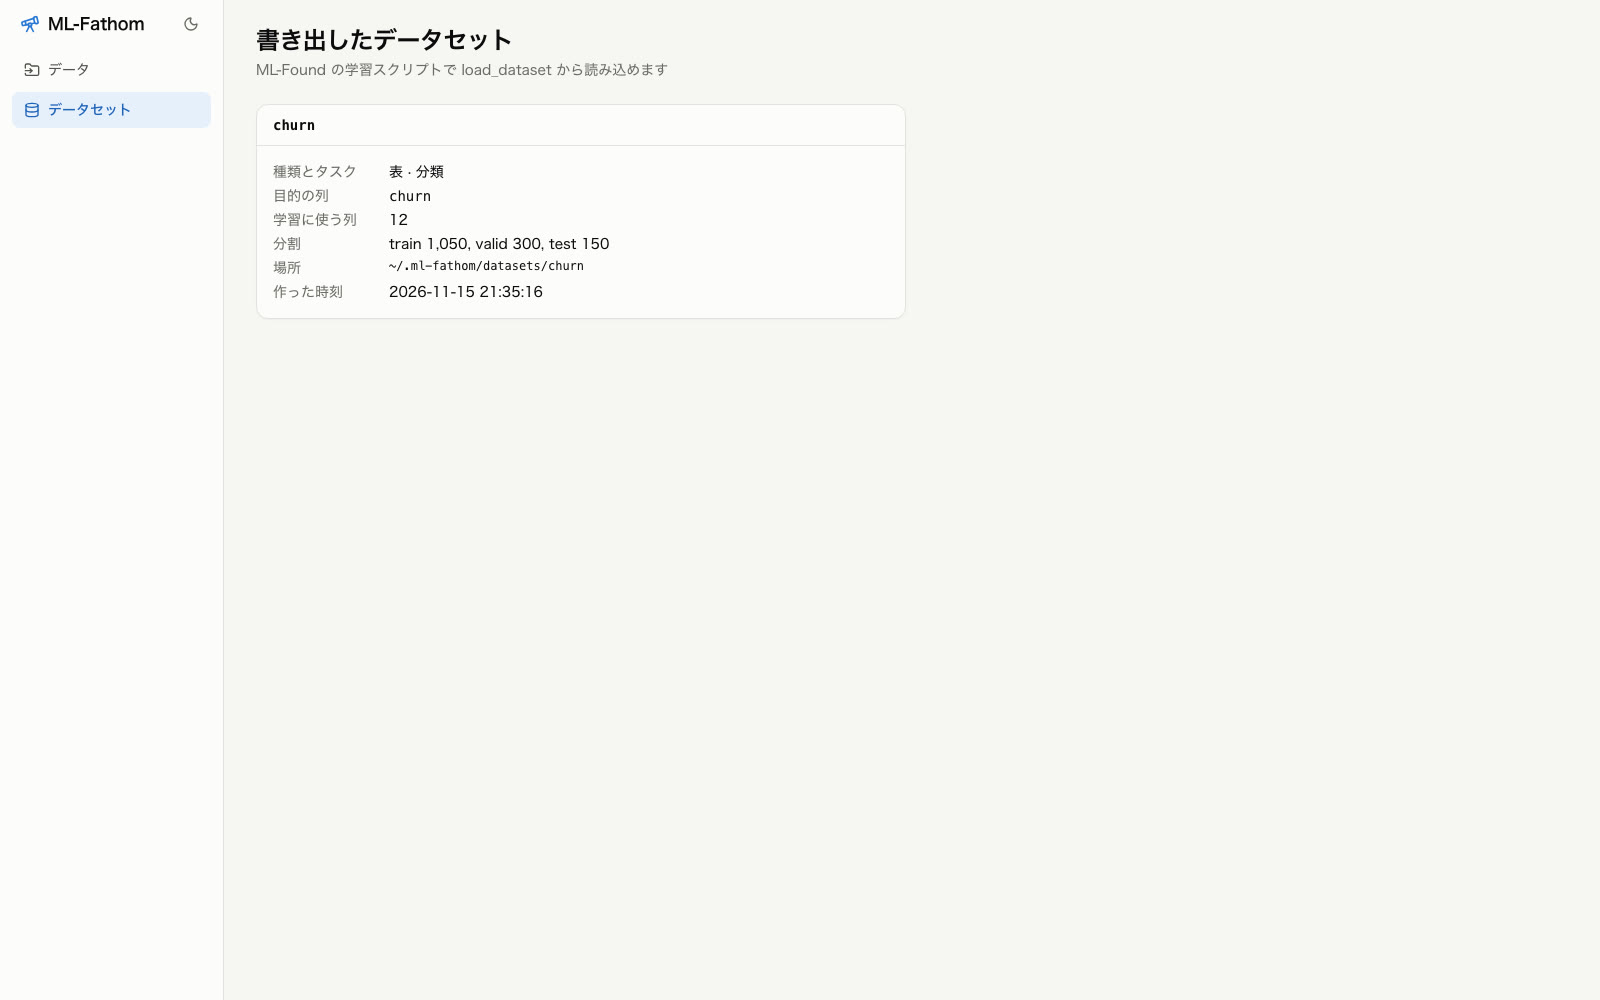 ML-Fathom
データ
データセット
書き出したデータセット
ML-Found の学習スクリプトで load_dataset から読み込めます
churn
種類とタスク 表 · 分類
目的の列 churn
学習に使う列 12
分割 train 1,050, valid 300, test 150
場所 ~/.ml-fathom/datasets/churn
作った時刻 2026-11-15 21:35:16